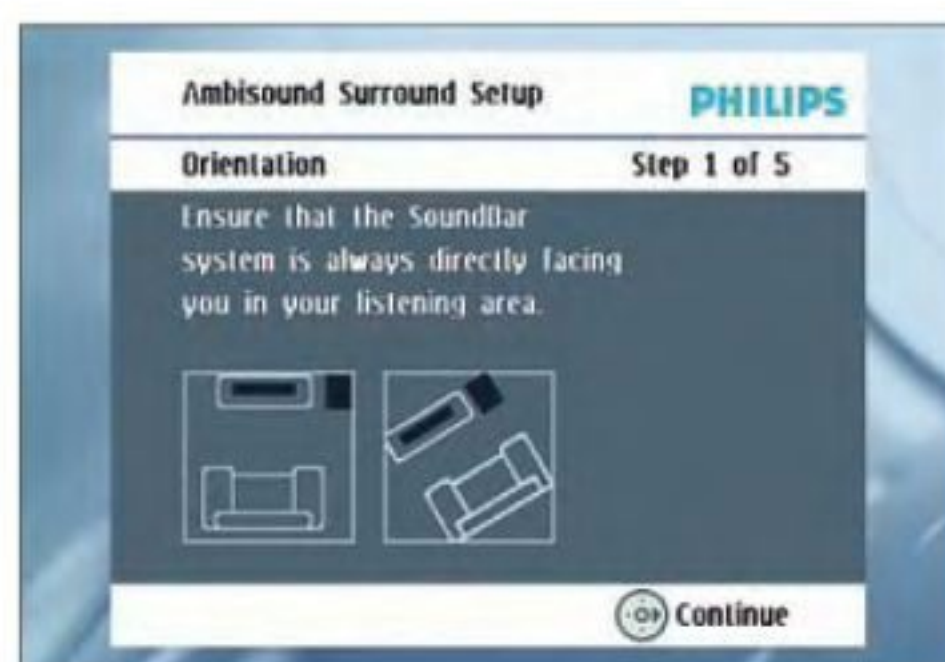 Ambisound Surround Setup
PHILIPS
Orientation
Step 1 of 5
Ensure that the SoundBar
system is always directly facing
you in your listening area.
Continue